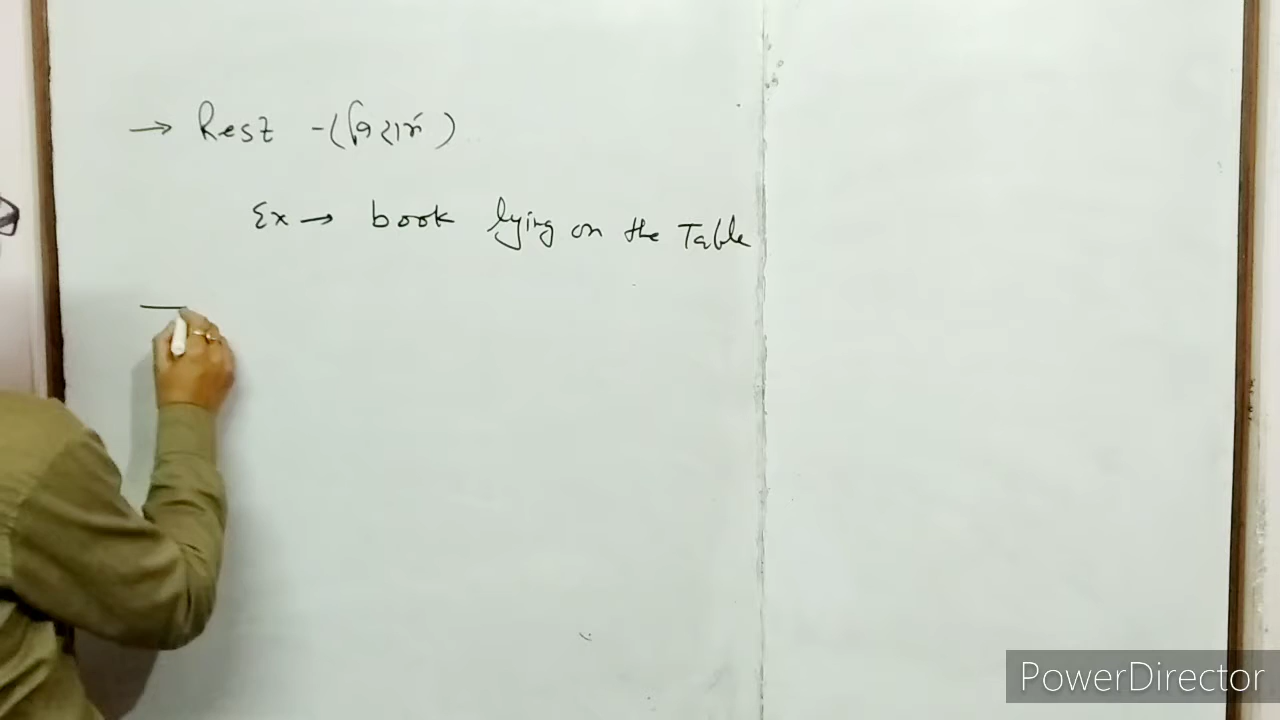 → Rest -(विराम)
Ex → book lying on the Table
PowerDirector